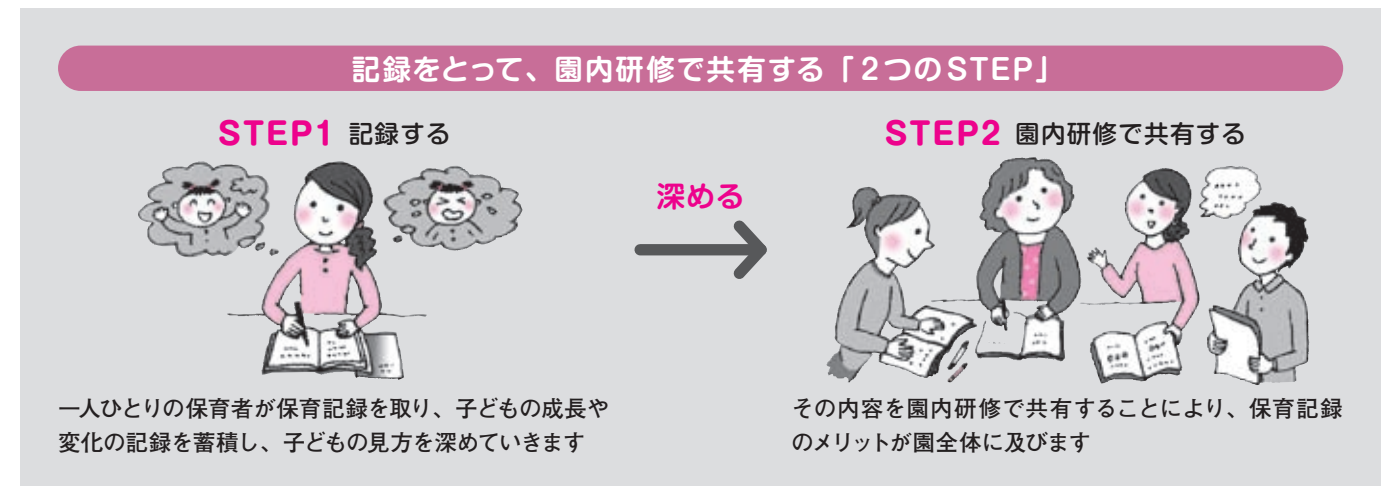 記録をとって、園内研修で共有する「2つのSTEP」
STEP1 記録する
深める
STEP2 園内研修で共有する
一人ひとりの保育者が保育記録を取り、子どもの成長や
変化の記録を蓄積し、子どもの見方を深めていきます
その内容を園内研修で共有することにより、保育記録
のメリットが園全体に及びます